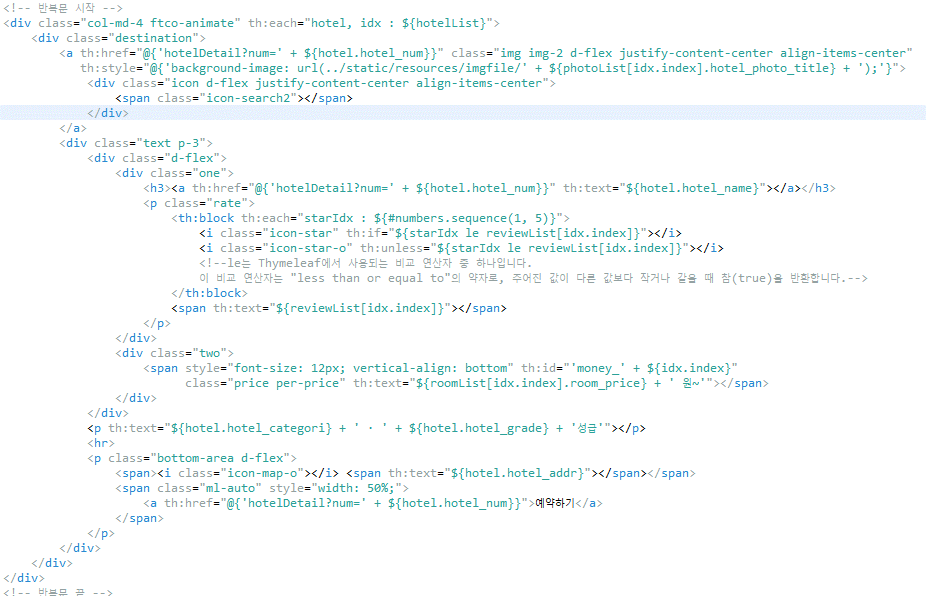 <!-- 반복문 시작 -->
<div class="col-md-4 ftco-animate" th:each="hotel, idx : ${hotelList}">
<div class="destination">
<a th:href="@{'hotelDetail?num=' + ${hotel.hotel_num}}" class="img img-2 d-flex justify-content-center align-items-center"
th:style="@{'background-image: url(../static/resources/imgfile/' + ${photoList[idx.index].hotel_photo_title} + ');'}">
<div class="icon d-flex justify-content-center align-items-center">
<span class="icon-search2"></span>
</div>
</a>
<div class="text p-3">
<div class="d-flex">
<div class="one">
<h3><a th:href="@{'hotelDetail?num=' + ${hotel.hotel_num}}" th:text="${hotel.hotel_name}"></a></h3>
<p class="rate">
<th:block th:each="starIdx : ${#numbers.sequence(1, 5)}">
<i class="icon-star" th:if="${starIdx le reviewList[idx.index]}"></i>
<i class="icon-star-o" th:unless="${starIdx le reviewList[idx.index]}"></i>
<!--le는 Thymeleaf에서 사용되는 비교 연산자 중 하나입니다.
이 비교 연산자는 "less than or equal to"의 약자로, 주어진 값이 다른 값보다 작거나 같을 때 참(true)을 반환합니다.-->
</th:block>
<span th:text="${reviewList[idx.index]}"></span>
</p>
</div>
<div class="two">
<span style="font-size: 12px; vertical-align: bottom" th:id="'money_' + ${idx.index}"
class="price per-price" th:text="${roomList[idx.index].room_price} + ' 원~'"></span>
</div>
</div>
<p th:text="${hotel.hotel_categori} + ' · ' + ${hotel.hotel_grade} + '성급'"></p>
<hr>
<p class="bottom-area d-flex">
<span><i class="icon-map-o"></i> <span th:text="${hotel.hotel_addr}"></span></span>
<span class="ml-auto" style="width: 50%;">
<a th:href="@{'hotelDetail?num=' + ${hotel.hotel_num}}">예약하기</a>
</span>
</p>
</div>
</div>
</div>
<!-- 반복문 끝 -->